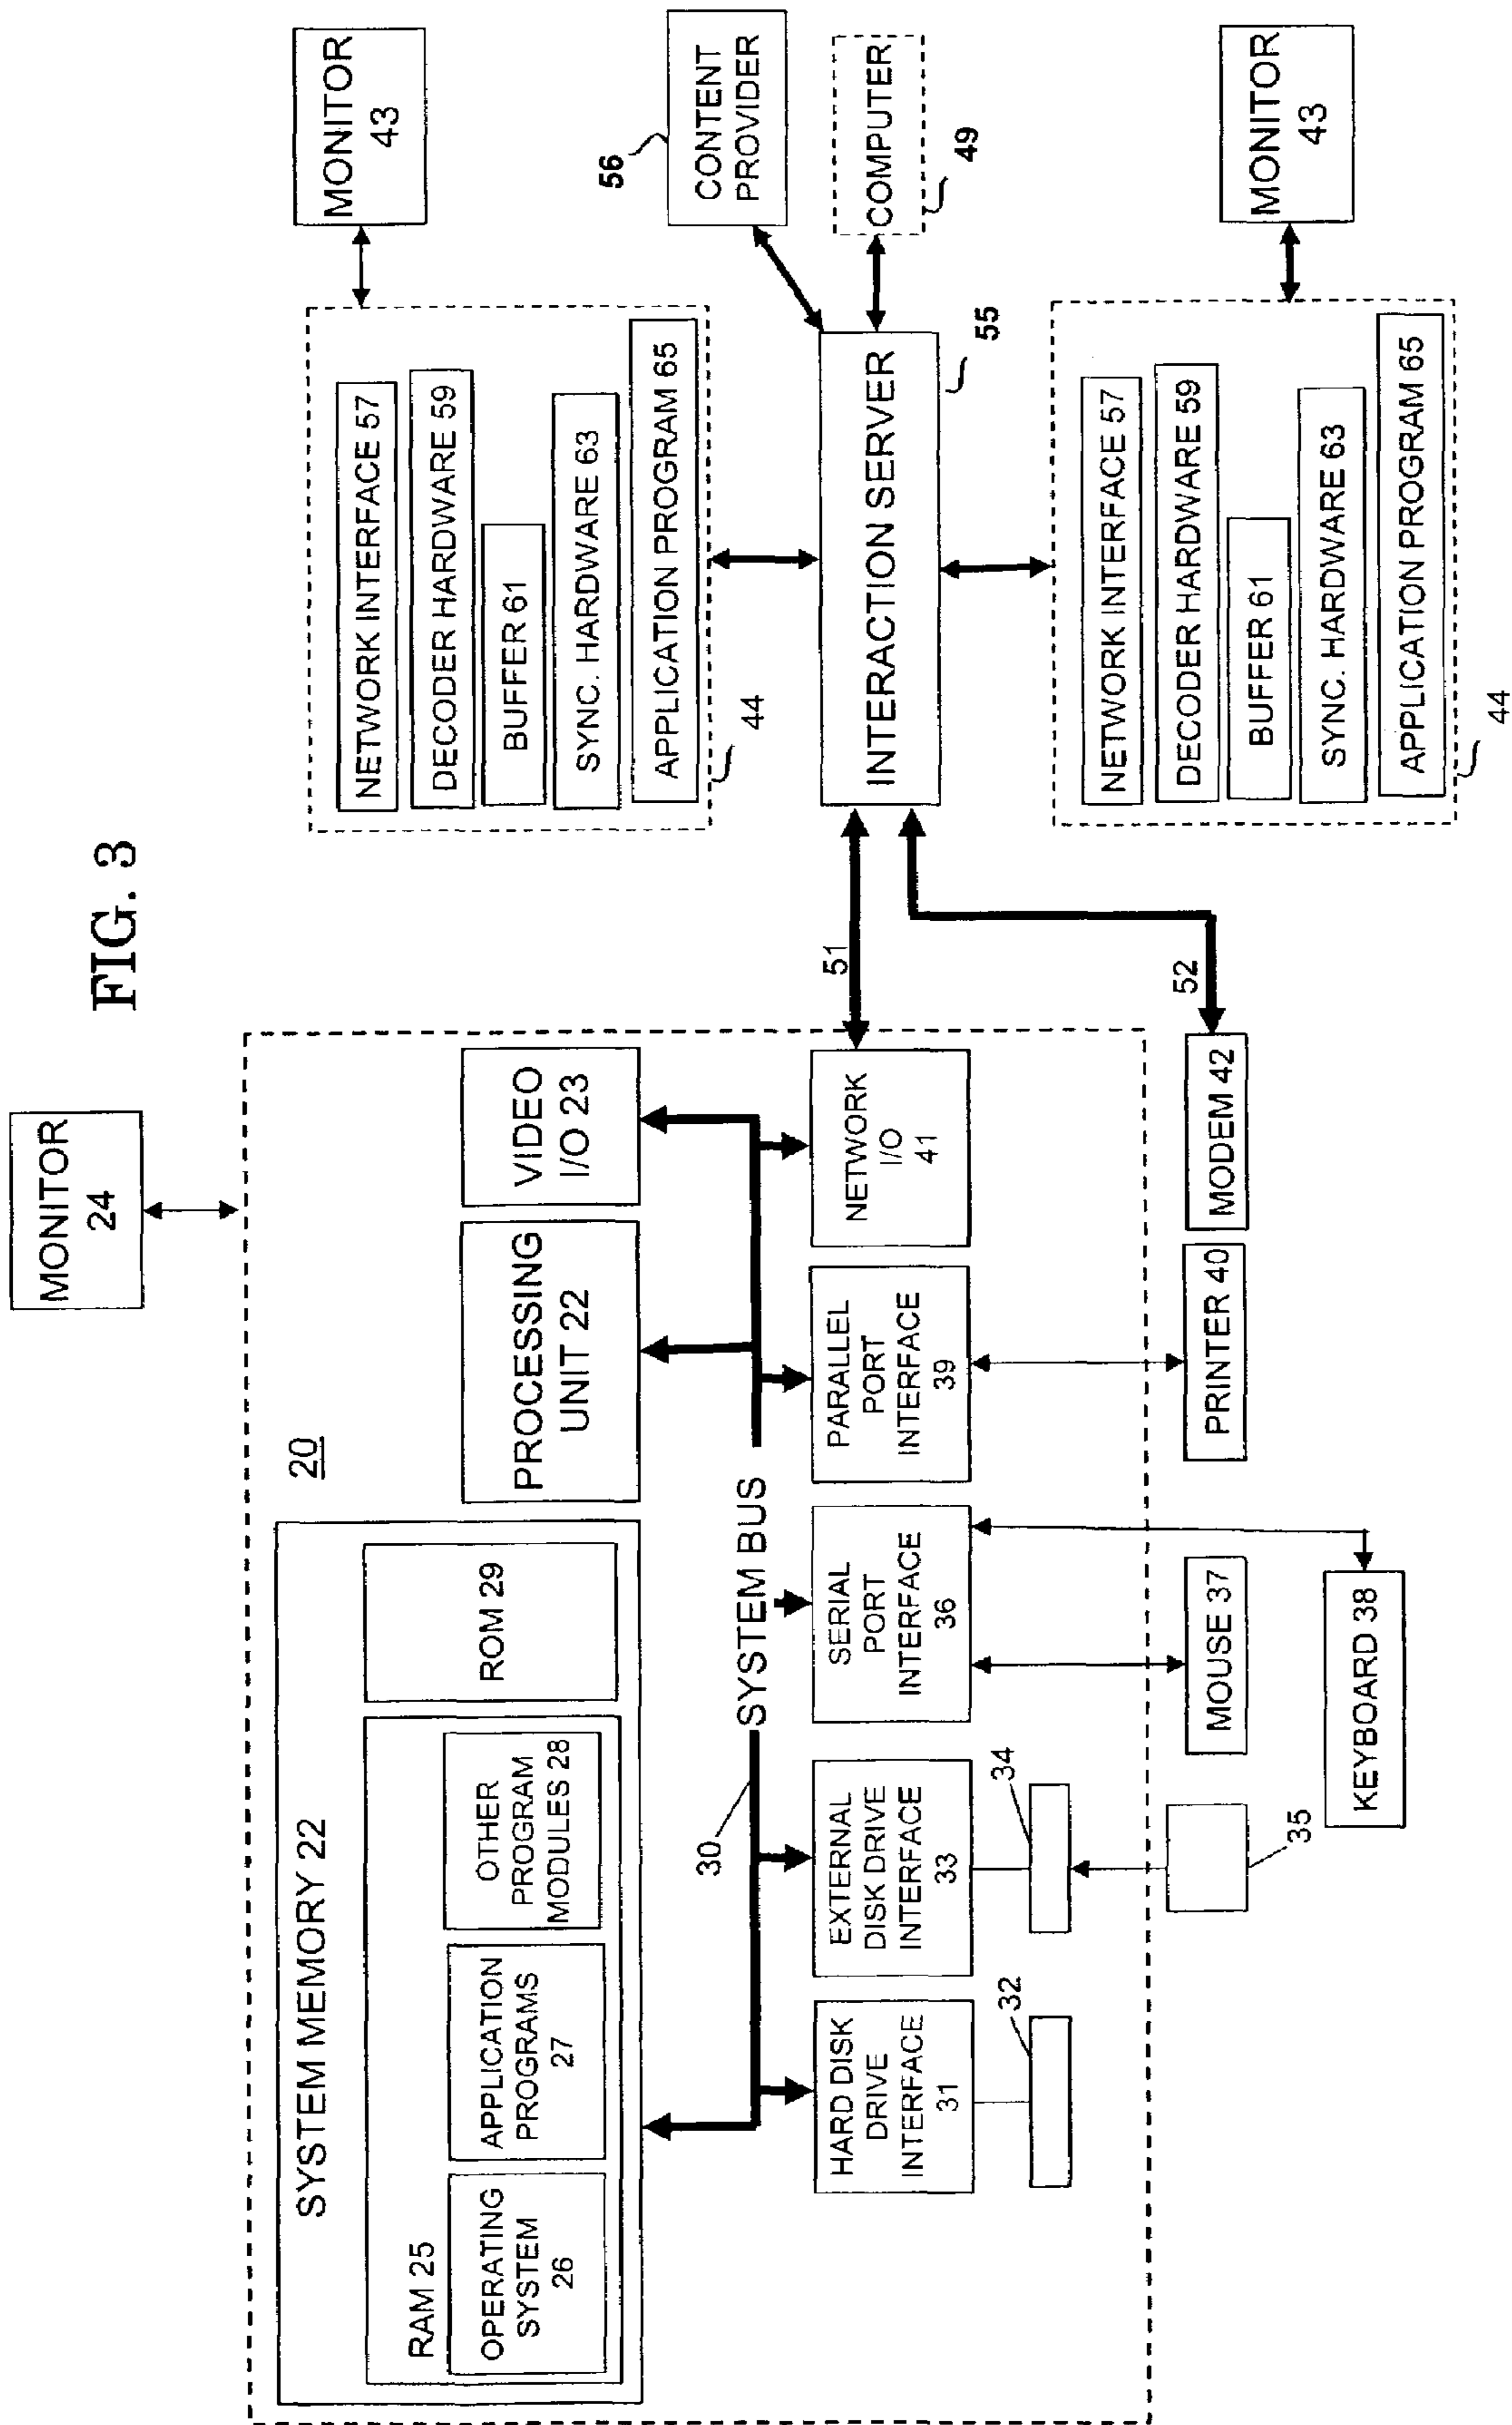 FIG. 3
MONITOR
24
20
SYSTEM MEMORY 22
RAM 25
OPERATING
SYSTEM
26
APPLICATION
PROGRAMS
27
OTHER
PROGRAM
MODULES 28
ROM 29
PROCESSING
UNIT 22
VIDEO
I/O 23
30
SYSTEM BUS
HARD DISK
DRIVE
INTERFACE
31
32
EXTERNAL
DISK DRIVE
INTERFACE
33
34
35
SERIAL
PORT
INTERFACE
36
PARALLEL
PORT
INTERFACE
39
NETWORK
I/O
41
MOUSE 37
KEYBOARD 38
PRINTER 40
MODEM 42
51
52
NETWORK INTERFACE 57
DECODER HARDWARE 59
BUFFER 61
SYNC. HARDWARE 63
APPLICATION PROGRAM 65
44
MONITOR
43
INTERACTION SERVER
55
56
CONTENT
PROVIDER
COMPUTER
49
NETWORK INTERFACE 57
DECODER HARDWARE 59
BUFFER 61
SYNC. HARDWARE 63
APPLICATION PROGRAM 65
44
MONITOR
43